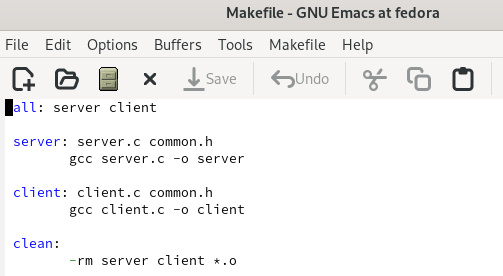 Makefile - GNU Emacs at fedora
File Edit Options Buffers Tools Makefile Help
Save Undo
all: server client
server: server.c common.h
gcc server.c -o server
client: client.c common.h
gcc client.c -o client
clean:
-rm server client *.o